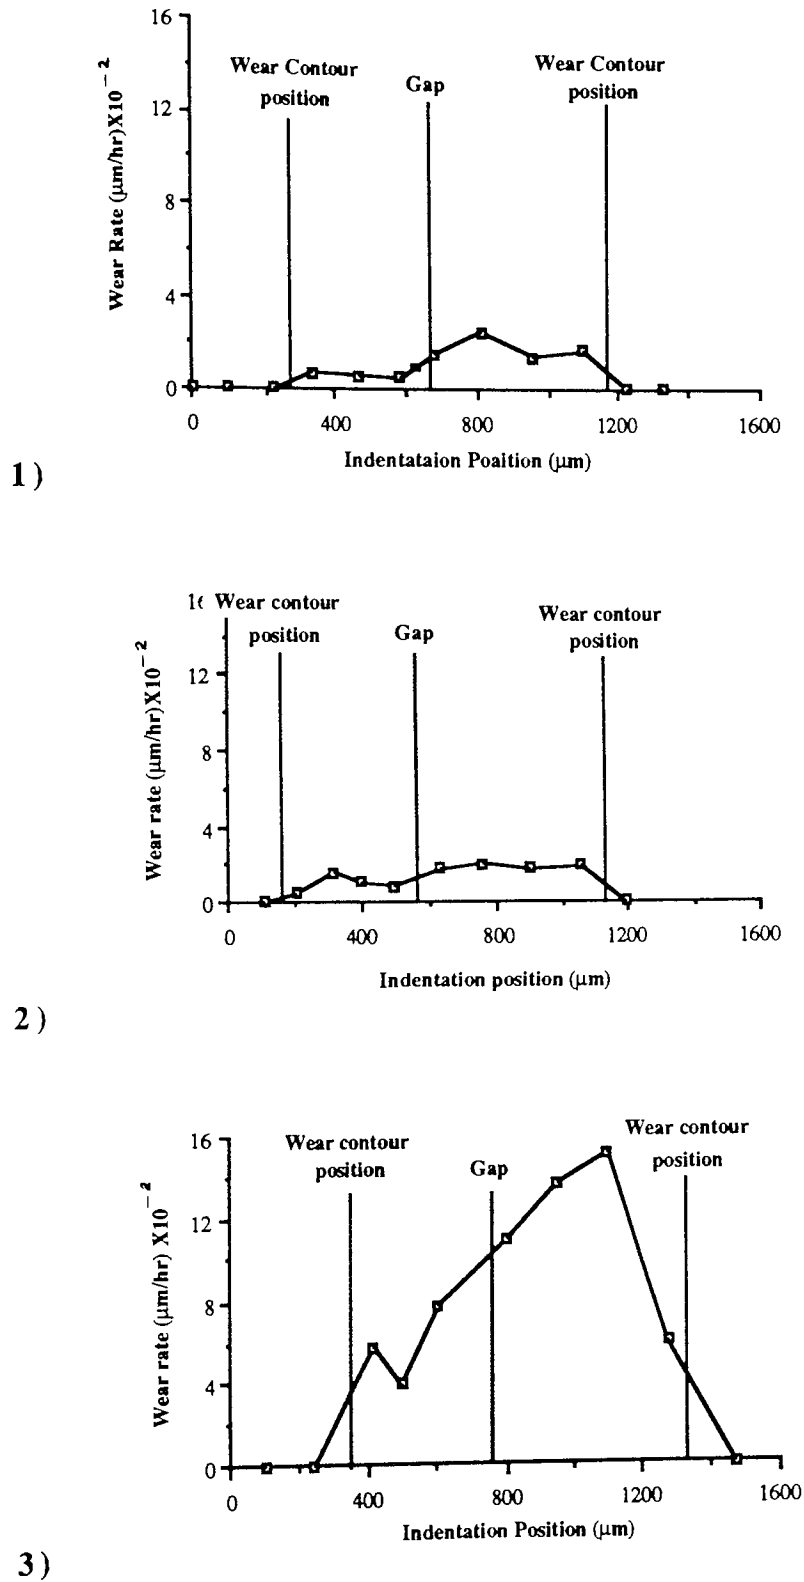 16
Wear Contour
position
Gap
Wear Contour
position
12
8
4
0
Wear Rate (μm/hr)X10⁻²
0 400 800 1200 1600
Indentataion Poaition (μm)
1)
Wear contour
position
Gap
Wear contour
position
12
8
4
0
Wear rate (μm/hr)X10⁻²
0 400 800 1200 1600
Indentation position (μm)
2)
16
Wear contour
position
Gap
Wear contour
position
12
8
4
0
Wear rate (μm/hr) X10⁻²
0 400 800 1200 1600
Indentation Position (μm)
3)